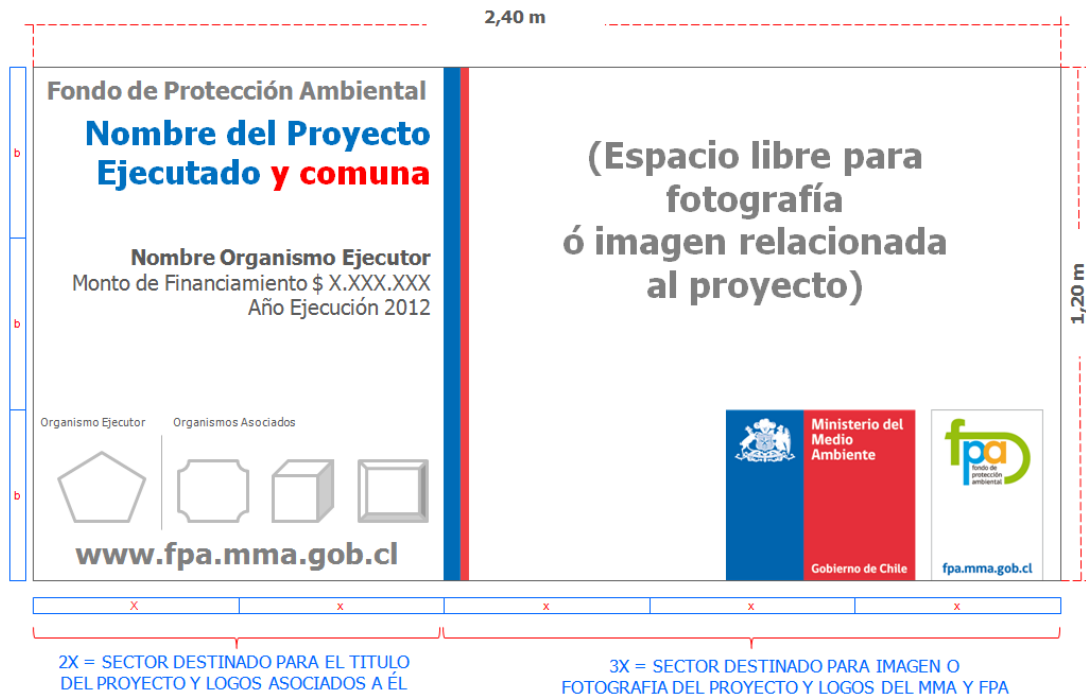 2,40 m
Fondo de Protección Ambiental
Nombre del Proyecto
Ejecutado y comuna
Nombre Organismo Ejecutor
Monto de Financiamiento $ X.XXX.XXX
Año Ejecución 2012
Organismo Ejecutor
Organismos Asociados
www.fpa.mma.gob.cl
(Espacio libre para
fotografía
ó imagen relacionada
al proyecto)
Ministerio del
Medio
Ambiente
Gobierno de Chile
fpa
fondo de
protección
ambiental
fpa.mma.gob.cl
1,20 m
b
b
b
X
x
x
x
x
2X = SECTOR DESTINADO PARA EL TITULO
DEL PROYECTO Y LOGOS ASOCIADOS A ÉL
3X = SECTOR DESTINADO PARA IMAGEN O
FOTOGRAFIA DEL PROYECTO Y LOGOS DEL MMA Y FPA